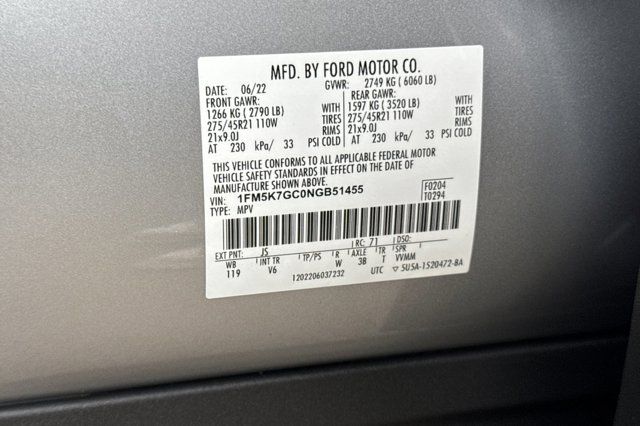 MFD. BY FORD MOTOR CO.
DATE: 06/22 GVWR: 2749 KG ( 6060 LB)
FRONT GAWR: REAR GAWR:
1266 KG ( 2790 LB) WITH 1597 KG ( 3520 LB) WITH
275/45R21 110W TIRES 275/45R21 110W TIRES
21x9.0J RIMS 21x9.0J RIMS
AT 230 kPa/ 33 PSI COLD AT 230 kPa/ 33 PSI COLD
THIS VEHICLE CONFORMS TO ALL APPLICABLE FEDERAL MOTOR
VEHICLE SAFETY STANDARDS IN EFFECT ON THE DATE OF
MANUFACTURE SHOWN ABOVE.
VIN: 1FM5K7GC0NGB51455 F0204
TYPE: MPV T0294
EXT PNT: JS RC: 71 DSO:
WB INT TR TP/PS R AXLE TR SPR
119 V6 W 3B T VVMM
1202206037232 UTC ▽ 5U5A-1520472-BA